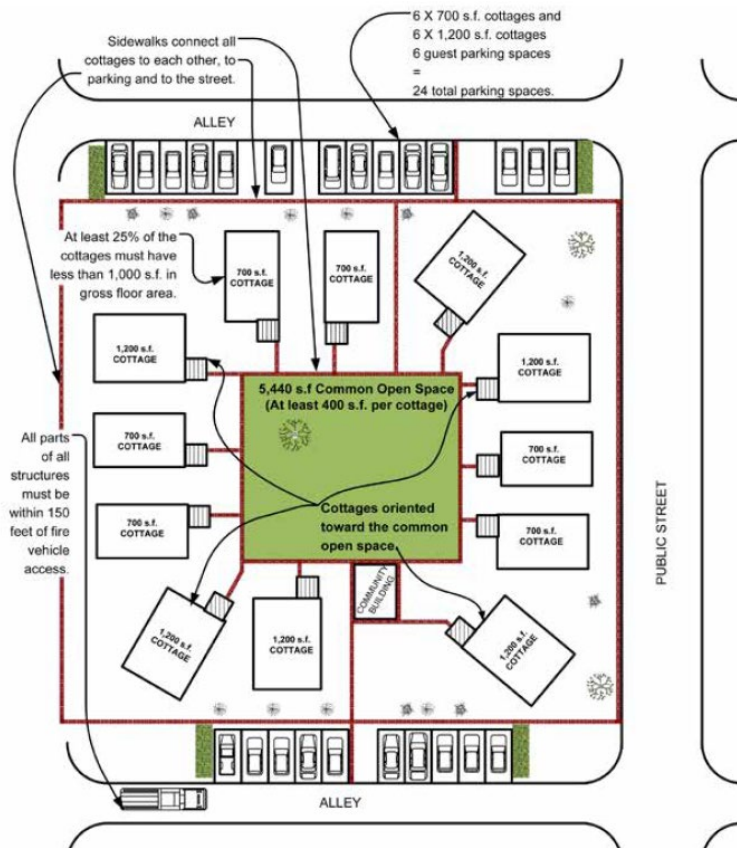 6 X 700 s.f. cottages and
6 X 1,200 s.f. cottages
6 guest parking spaces
=
24 total parking spaces.
Sidewalks connect all
cottages to each other, to
parking and to the street.
ALLEY
At least 25% of the
cottages must have
less than 1,000 s.f. in
gross floor area.
700 s.f.
COTTAGE
700 s.f.
COTTAGE
1,200 s.f.
COTTAGE
1,200 s.f.
COTTAGE
1,200 s.f.
COTTAGE
5,440 s.f Common Open Space
(At least 400 s.f. per cottage)
All parts
of all
structures
must be
within 150
feet of fire
vehicle
access.
700 s.f.
COTTAGE
700 s.f.
COTTAGE
700 s.f.
COTTAGE
700 s.f.
COTTAGE
Cottages oriented
toward the common
open space
PUBLIC STREET
COMMUNITY
BUILDING
1,200 s.f.
COTTAGE
1,200 s.f.
COTTAGE
1,200 s.f.
COTTAGE
ALLEY